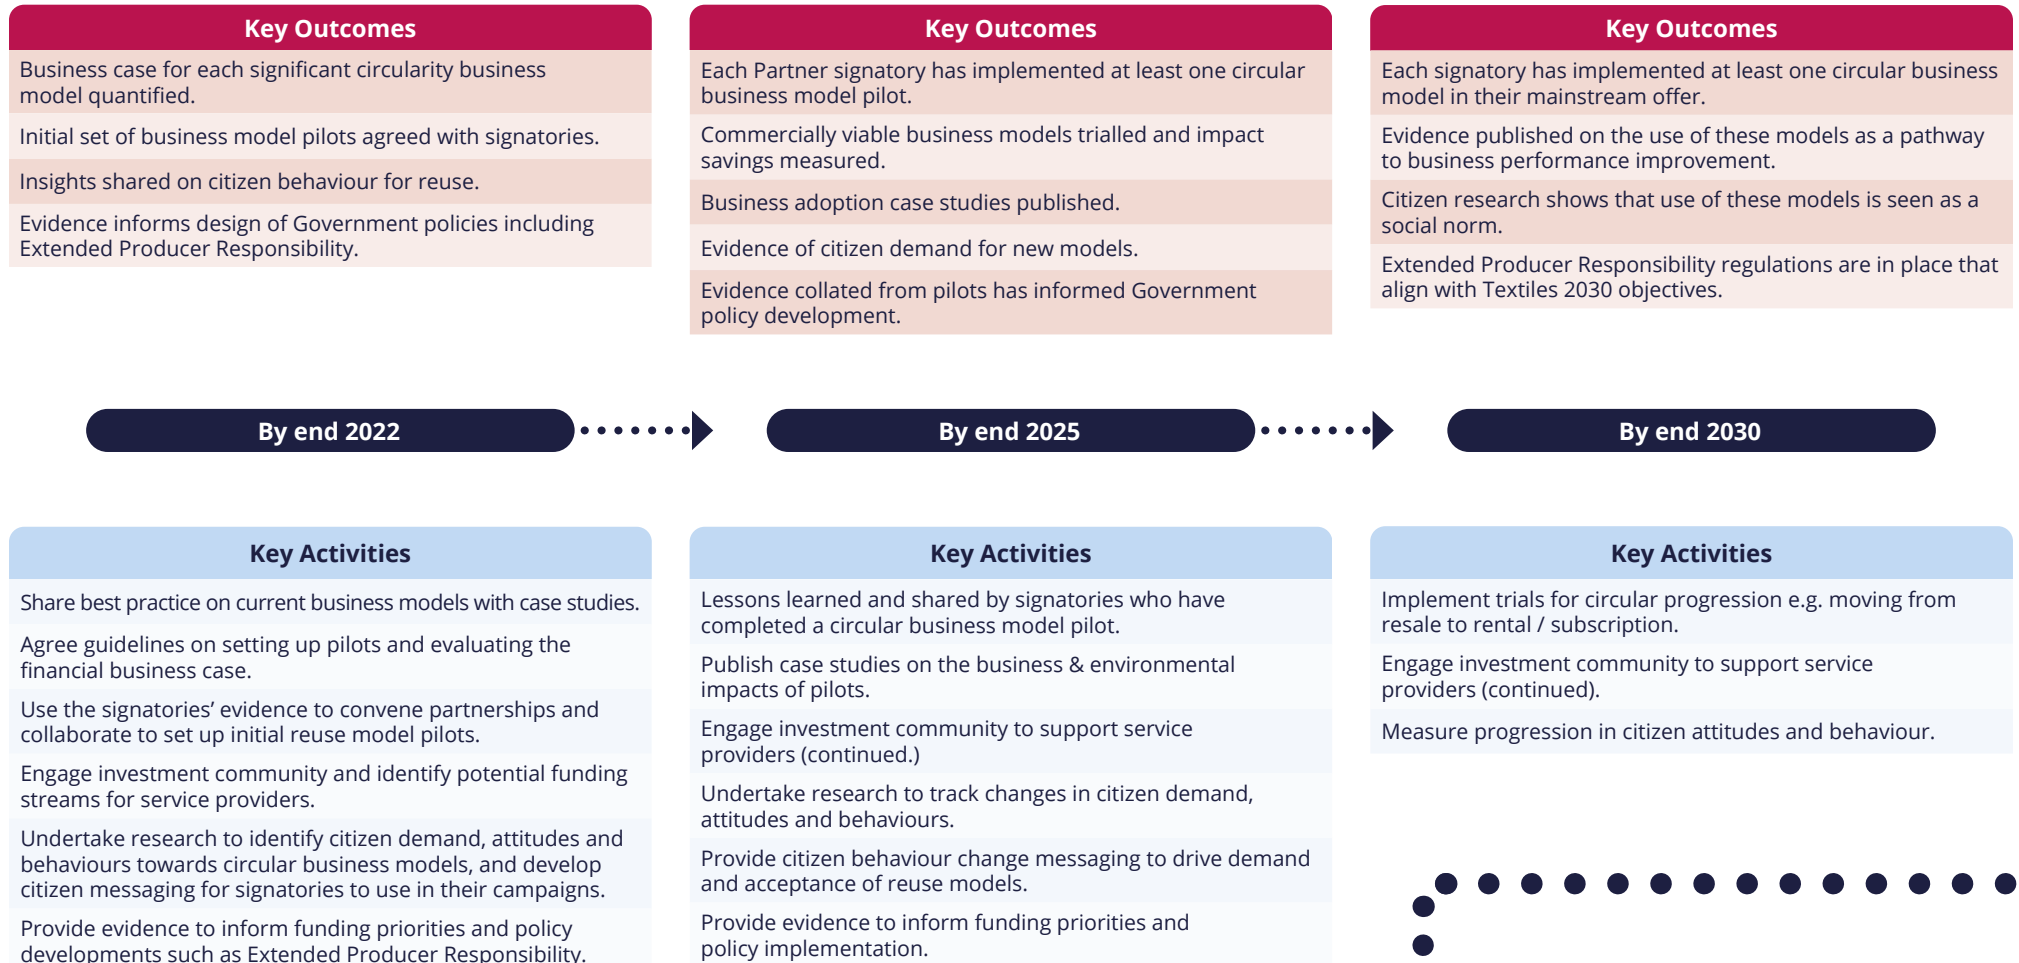 Key Outcomes
Business case for each significant circularity business
model quantified.
Initial set of business model pilots agreed with signatories.
Insights shared on citizen behaviour for reuse.
Evidence informs design of Government policies including
Extended Producer Responsibility.
Key Outcomes
Each Partner signatory has implemented at least one circular
business model pilot.
Commercially viable business models trialled and impact
savings measured.
Business adoption case studies published.
Evidence of citizen demand for new models.
Evidence collated from pilots has informed Government
policy development.
Key Outcomes
Each signatory has implemented at least one circular business
model in their mainstream offer.
Evidence published on the use of these models as a pathway
to business performance improvement.
Citizen research shows that use of these models is seen as a
social norm.
Extended Producer Responsibility regulations are in place that
align with Textiles 2030 objectives.
By end 2022
By end 2025
By end 2030
Key Activities
Share best practice on current business models with case studies.
Agree guidelines on setting up pilots and evaluating the
financial business case.
Use the signatories’ evidence to convene partnerships and
collaborate to set up initial reuse model pilots.
Engage investment community and identify potential funding
streams for service providers.
Undertake research to identify citizen demand, attitudes and
behaviours towards circular business models, and develop
citizen messaging for signatories to use in their campaigns.
Provide evidence to inform funding priorities and policy
developments such as Extended Producer Responsibility.
Key Activities
Lessons learned and shared by signatories who have
completed a circular business model pilot.
Publish case studies on the business & environmental
impacts of pilots.
Engage investment community to support service
providers (continued.)
Undertake research to track changes in citizen demand,
attitudes and behaviours.
Provide citizen behaviour change messaging to drive demand
and acceptance of reuse models.
Provide evidence to inform funding priorities and
policy implementation.
Key Activities
Implement trials for circular progression e.g. moving from
resale to rental / subscription.
Engage investment community to support service
providers (continued).
Measure progression in citizen attitudes and behaviour.